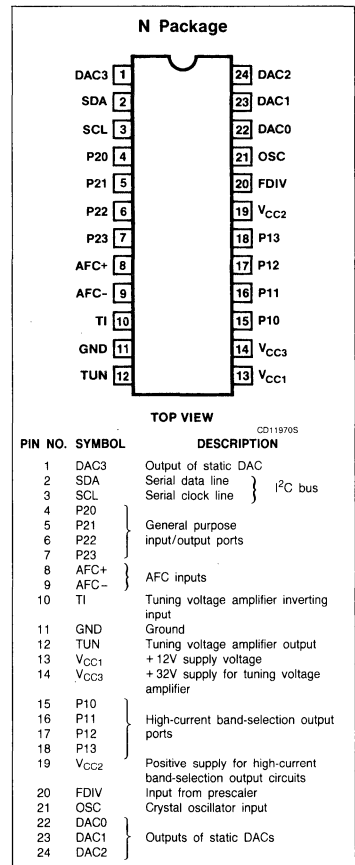 N Package
DAC3 1 24 DAC2
SDA 2 23 DAC1
SCL 3 22 DAC0
P20 4 21 OSC
P21 5 20 FDIV
P22 6 19 VCC2
P23 7 18 P13
AFC+ 8 17 P12
AFC- 9 16 P11
TI 10 15 P10
GND 11 14 VCC3
TUN 12 13 VCC1
TOP VIEW
CD11970S
PIN NO. SYMBOL DESCRIPTION
1 DAC3 Output of static DAC
2 SDA Serial data line
3 SCL Serial clock line
I²C bus
4 P20
5 P21
6 P22
7 P23
General purpose
input/output ports
8 AFC+
9 AFC-
AFC inputs
10 TI Tuning voltage amplifier inverting
input
11 GND Ground
12 TUN Tuning voltage amplifier output
13 VCC1 +12V supply voltage
14 VCC3 +32V supply for tuning voltage
amplifier
15 P10
16 P11
17 P12
18 P13
High-current band-selection output
ports
19 VCC2 Positive supply for high-current
band-selection output circuits
20 FDIV Input from prescaler
21 OSC Crystal oscillator input
22 DAC0
23 DAC1
24 DAC2
Outputs of static DACs